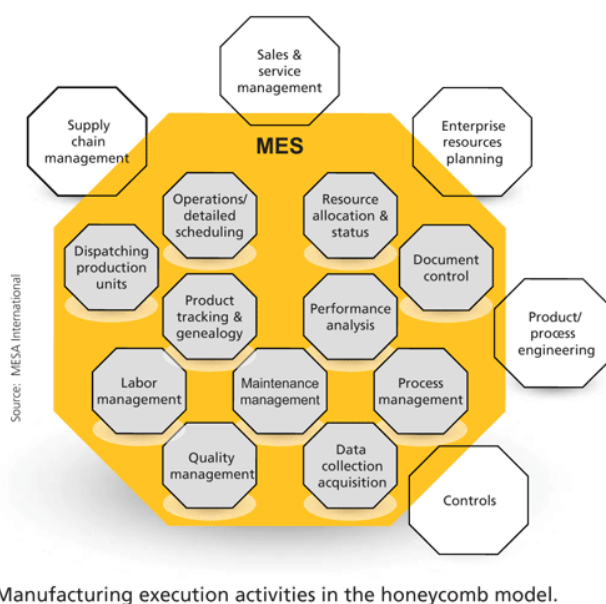 Sales &
service
management
Supply
chain
management
Enterprise
resources
planning
MES
Operations/
detailed
scheduling
Resource
allocation &
status
Dispatching
production
units
Document
control
Product
tracking &
genealogy
Performance
analysis
Product/
process
engineering
Labor
management
Maintenance
management
Process
management
Quality
management
Data
collection
acquisition
Controls
Source: MESA International
Manufacturing execution activities in the honeycomb model.